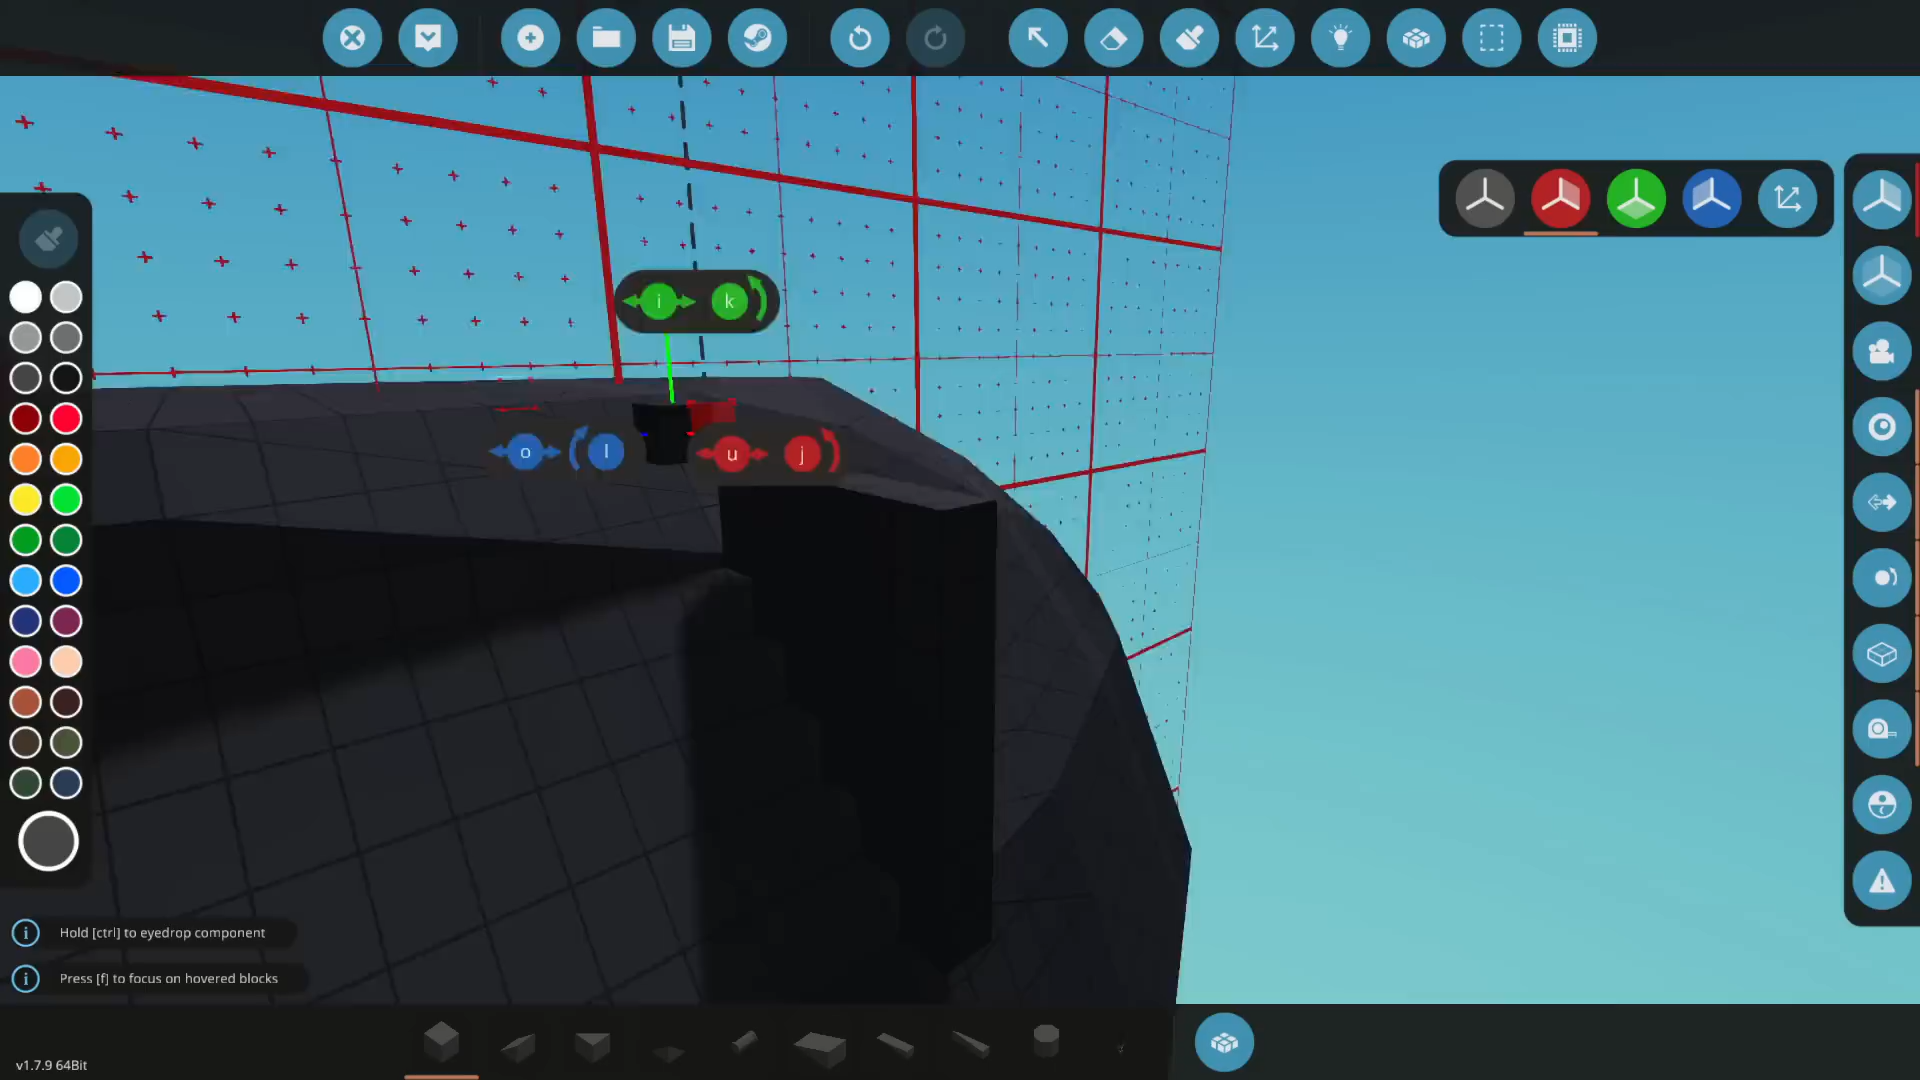 i k
o l u j
Hold [ctrl] to eyedrop component
Press [f] to focus on hovered blocks
v1.7.9 64Bit